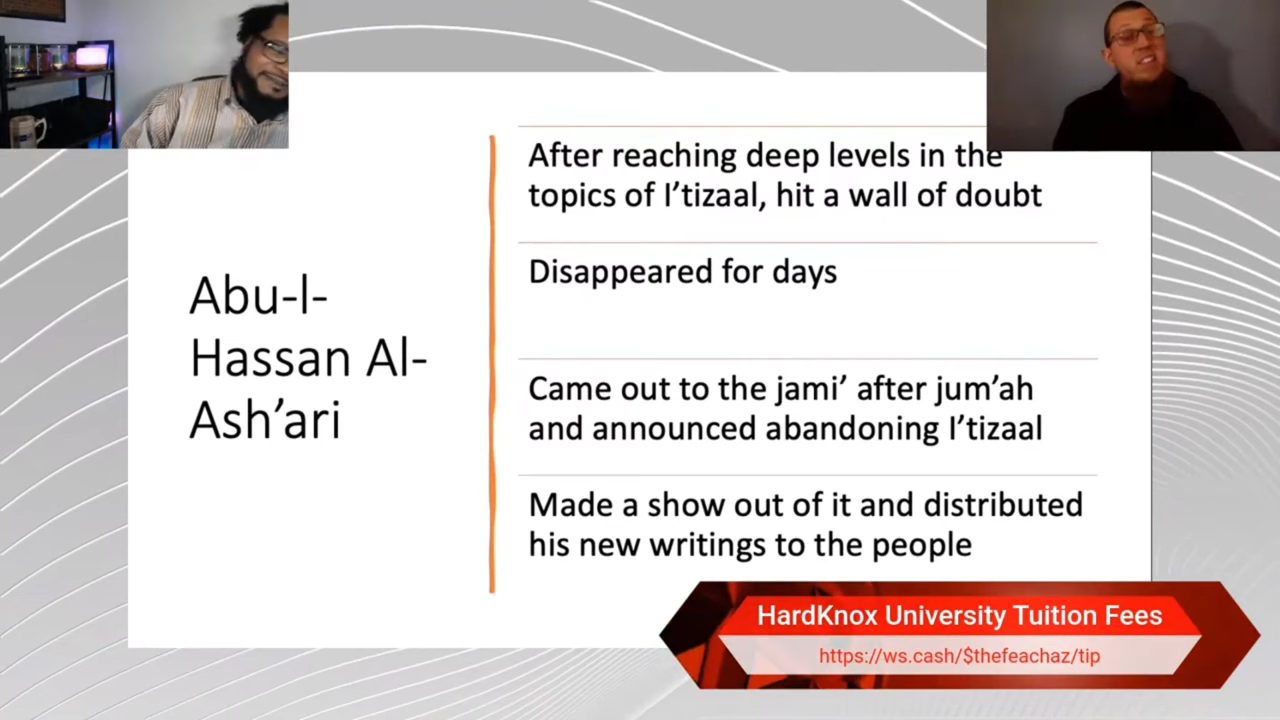 Abu-l-
Hassan Al-
Ash’ari
After reaching deep levels in the
topics of I’tizaal, hit a wall of doubt
Disappeared for days
Came out to the jami’ after jum’ah
and announced abandoning I’tizaal
Made a show out of it and distributed
his new writings to the people
HardKnox University Tuition Fees
https://ws.cash/$thefeachaz/tip